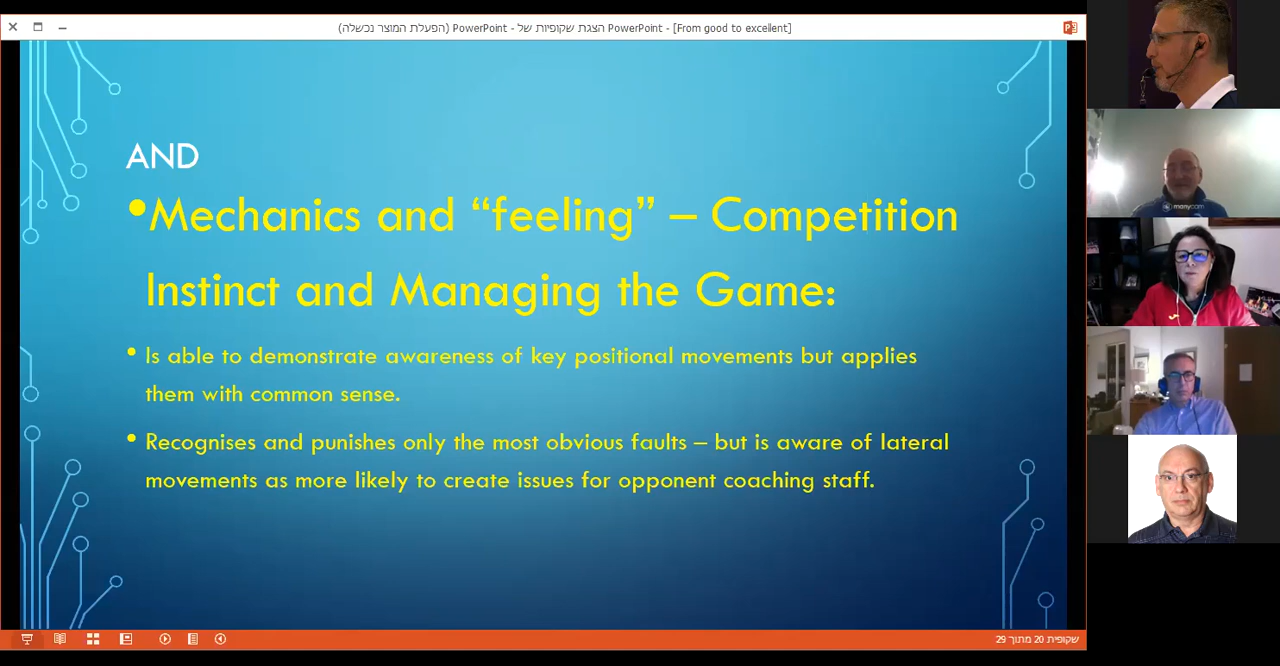 (הפעלת המוצר נכשלה) PowerPoint - הצגת שקופיות של PowerPoint - [From good to excellent]
AND
•Mechanics and “feeling” – Competition
Instinct and Managing the Game:
• Is able to demonstrate awareness of key positional movements but applies
them with common sense.
• Recognises and punishes only the most obvious faults – but is aware of lateral
movements as more likely to create issues for opponent coaching staff.
manycam
שקופית 20 מתוך 29